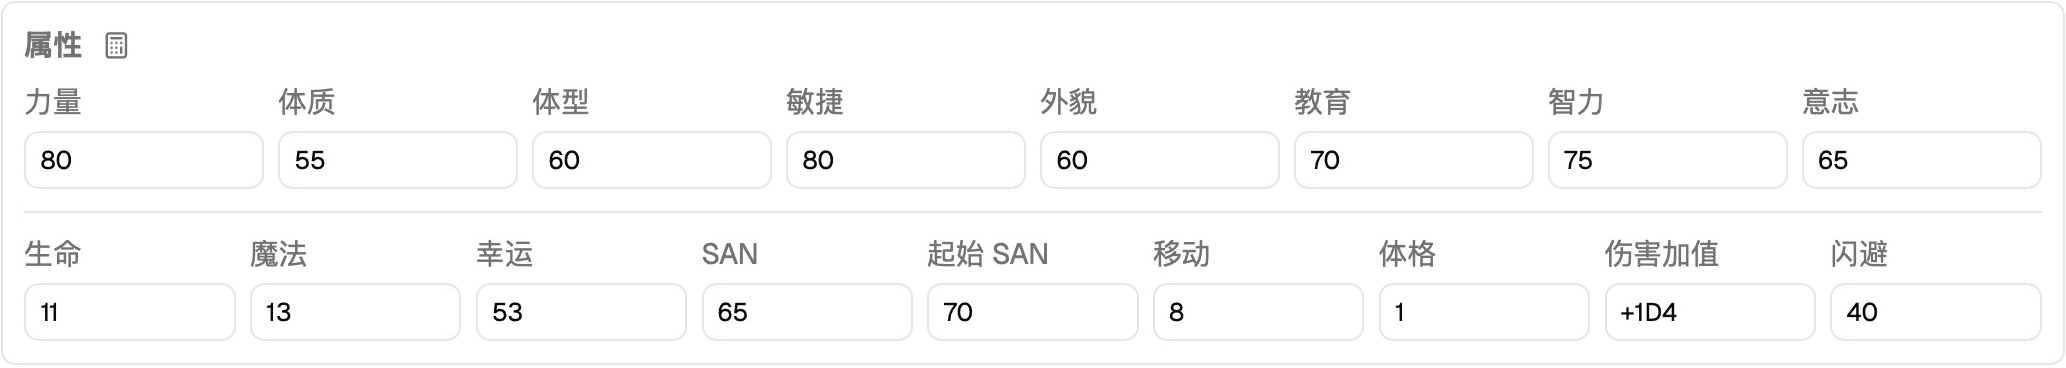 属性
力量 体质 体型 敏捷 外貌 教育 智力 意志
80 55 60 80 60 70 75 65
生命 魔法 幸运 SAN 起始 SAN 移动 体格 伤害加值 闪避
11 13 53 65 70 8 1 +1D4 40